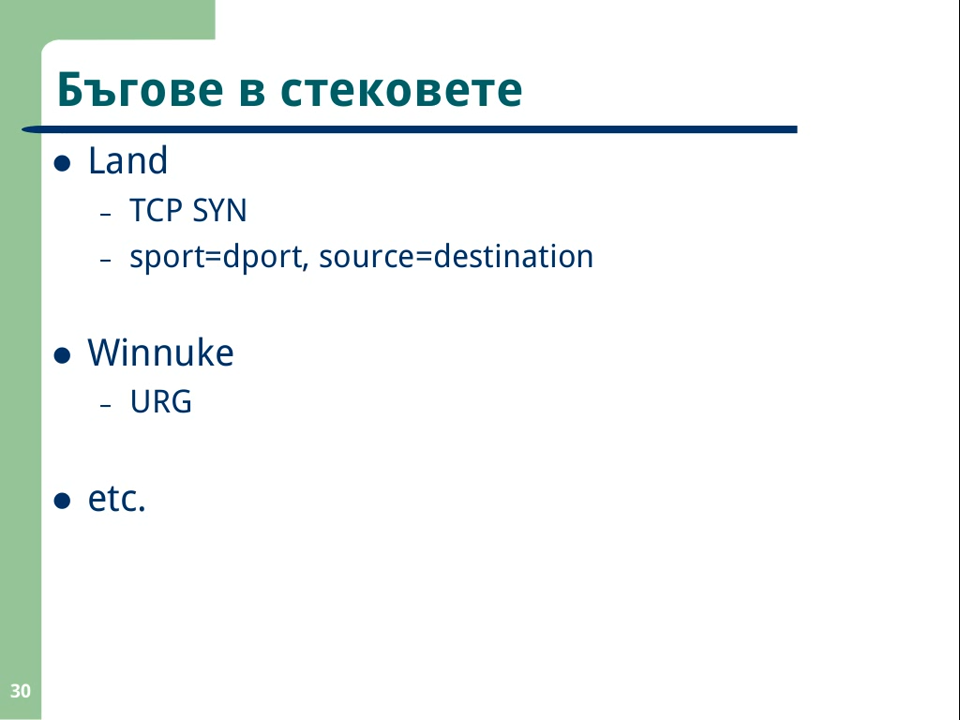 Бъгове в стековете
● Land
– TCP SYN
– sport=dport, source=destination
● Winnuke
– URG
● etc.
30